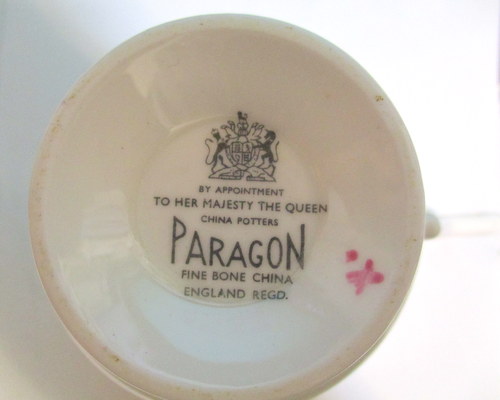 BY APPOINTMENT
TO HER MAJESTY THE QUEEN
CHINA POTTERS
PARAGON
FINE BONE CHINA
ENGLAND REGD.